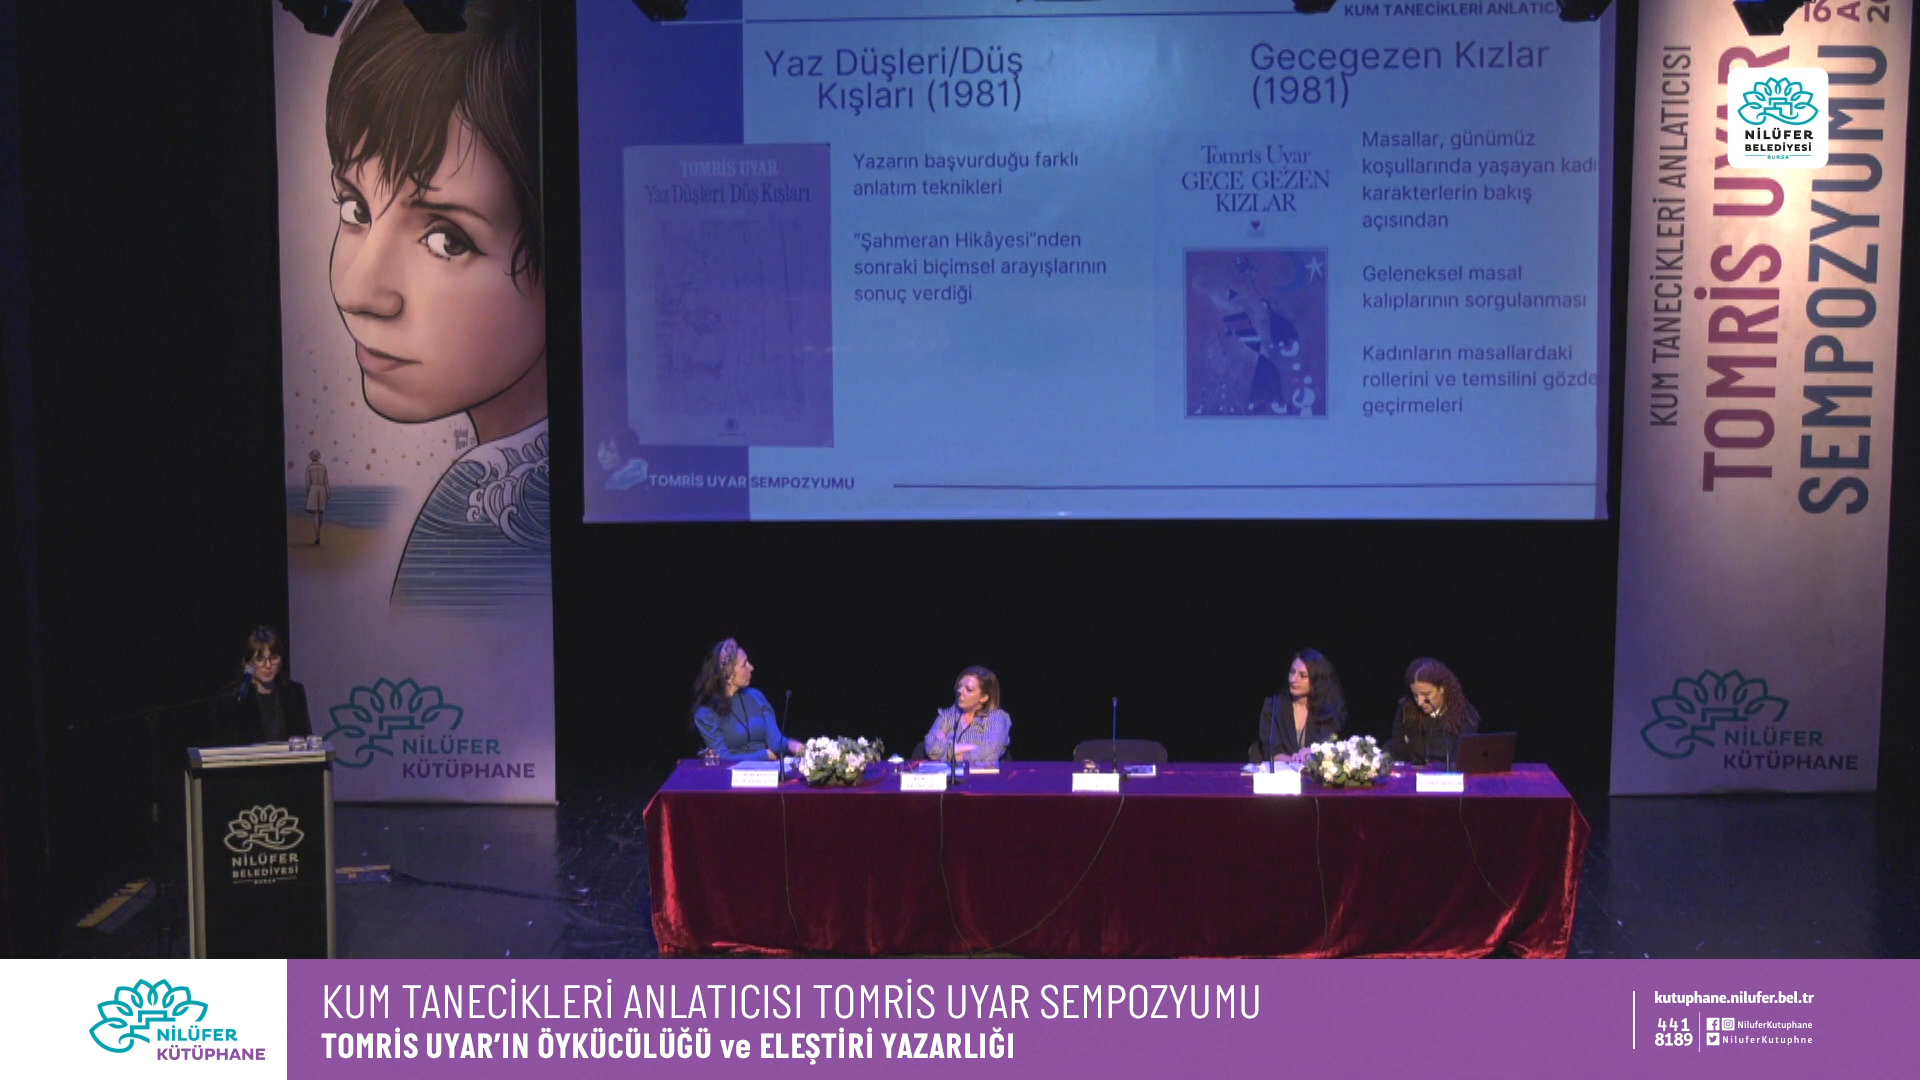 KUM TANECİKLERİ ANLATICI
Yaz Düşleri/Düş
Kışları (1981)
TOMRİS UYAR
Yaz Düşleri Düş Kışları
Yazarın başvurduğu farklı
anlatım teknikleri
"Şahmeran Hikâyesi"nden
sonraki biçimsel arayışlarının
sonuç verdiği
Gecegezen Kızlar
(1981)
Tomris Uyar
GECE GEZEN
KIZLAR
Masallar, günümüz
koşullarında yaşayan kadı
karakterlerin bakış
açısından
Geleneksel masal
kalıplarının sorgulanması
Kadınların masallardaki
rollerini ve temsilini gözde
geçirmeleri
TOMRİS UYAR SEMPOZYUMU
KUM TANECİKLERİ ANLATICISI
TOMRİS UYAR
SEMPOZYUMU
16
NİLÜFER
BELEDİYESİ
BURSA
NİLÜFER
KÜTÜPHANE
NİLÜFER
KÜTÜPHANE
NİLÜFER
BELEDİYESİ
BURSA
NİLÜFER
KÜTÜPHANE
KUM TANECİKLERİ ANLATICISI TOMRİS UYAR SEMPOZYUMU
TOMRİS UYAR'IN ÖYKÜCÜLÜĞÜ ve ELEŞTİRİ YAZARLIĞI
kutuphane.nilufer.bel.tr
441
8189
NiluferKutuphane
NiluferKutuphne